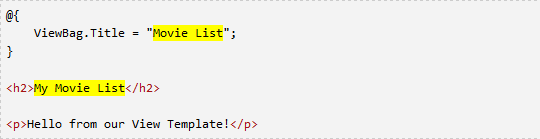 @{
    ViewBag.Title = "Movie List";
}
<h2>My Movie List</h2>
<p>Hello from our View Template!</p>